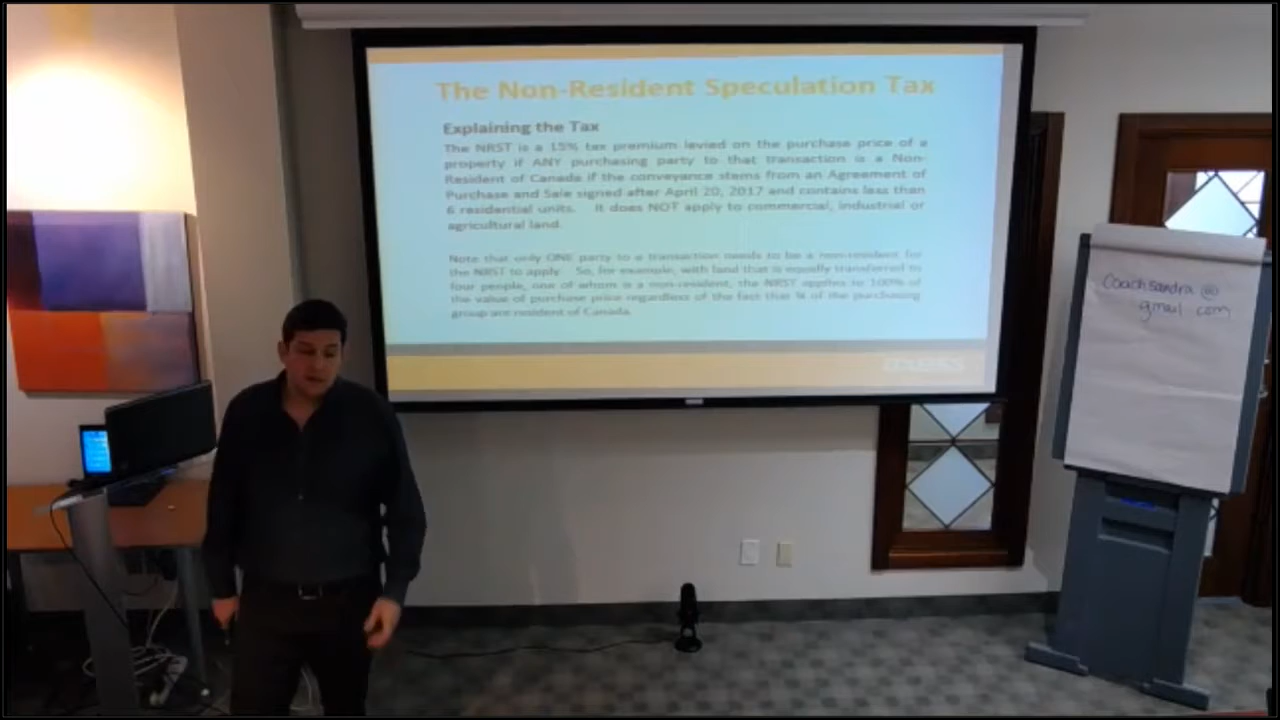 The Non-Resident Speculation Tax
Explaining the Tax
The NRST is a 15% tax premium levied on the purchase price of a
property if ANY purchasing party to that transaction is a Non-
Resident of Canada if the conveyance stems from an Agreement of
Purchase and Sale signed after April 20, 2017 and contains less than
6 residential units. It does NOT apply to commercial, industrial or
agricultural land.
Note that only ONE party to a transaction needs to be a non-resident for
the NRST to apply. So, for example, with land that is equally transferred to
four people, one of whom is a non-resident, the NRST applies to 100% of
the value of purchase price regardless of the fact that ¾ of the purchasing
group are resident of Canada.
Coachsandra @
gmail com